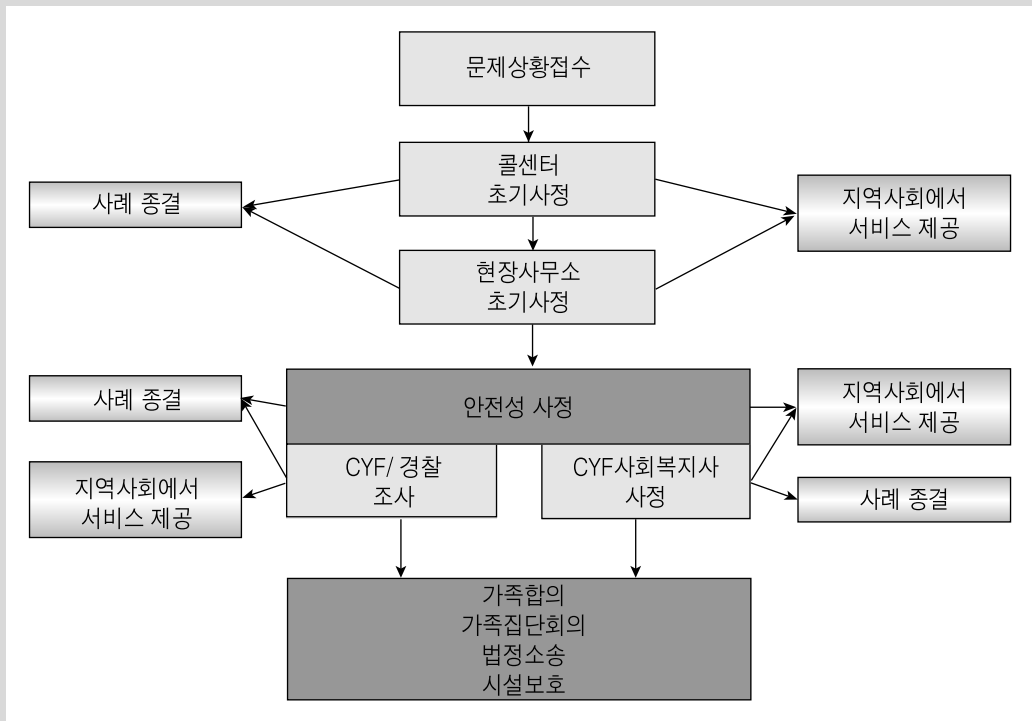 문제상황접수
콜센터
초기사정
사례 종결
지역사회에서
서비스 제공
현장사무소
초기사정
사례 종결
안전성 사정
지역사회에서
서비스 제공
CYF/ 경찰
조사
CYF사회복지사
사정
지역사회에서
서비스 제공
사례 종결
가족합의
가족집단회의
법정소송
시설보호